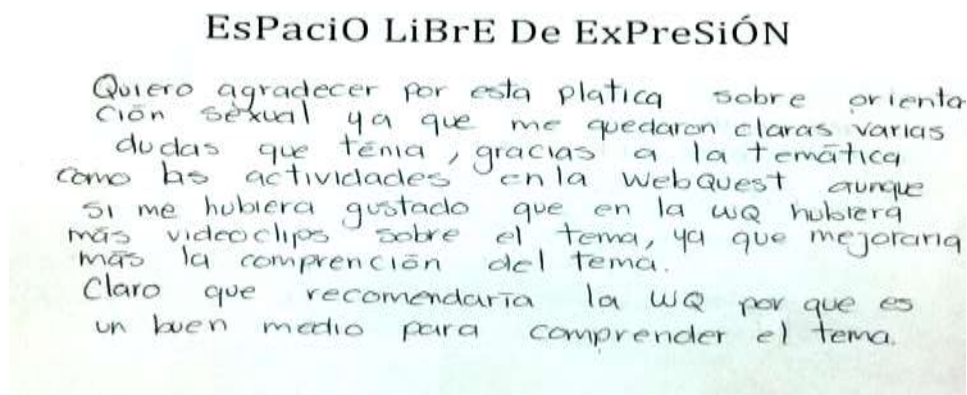 EsPaciO LiBrE De ExPreSiÓN
Quiero agradecer por esta platica sobre orienta
ción sexual ya que me quedaron claras varias
dudas que tenía, gracias a la temática
como las actividades en la WebQuest aunque
si me hubiera gustado que en la WQ hubiera
más videoclips sobre el tema, ya que mejoraria
más la comprención del tema.
Claro que recomendaría la WQ por que es
un buen medio para comprender el tema.